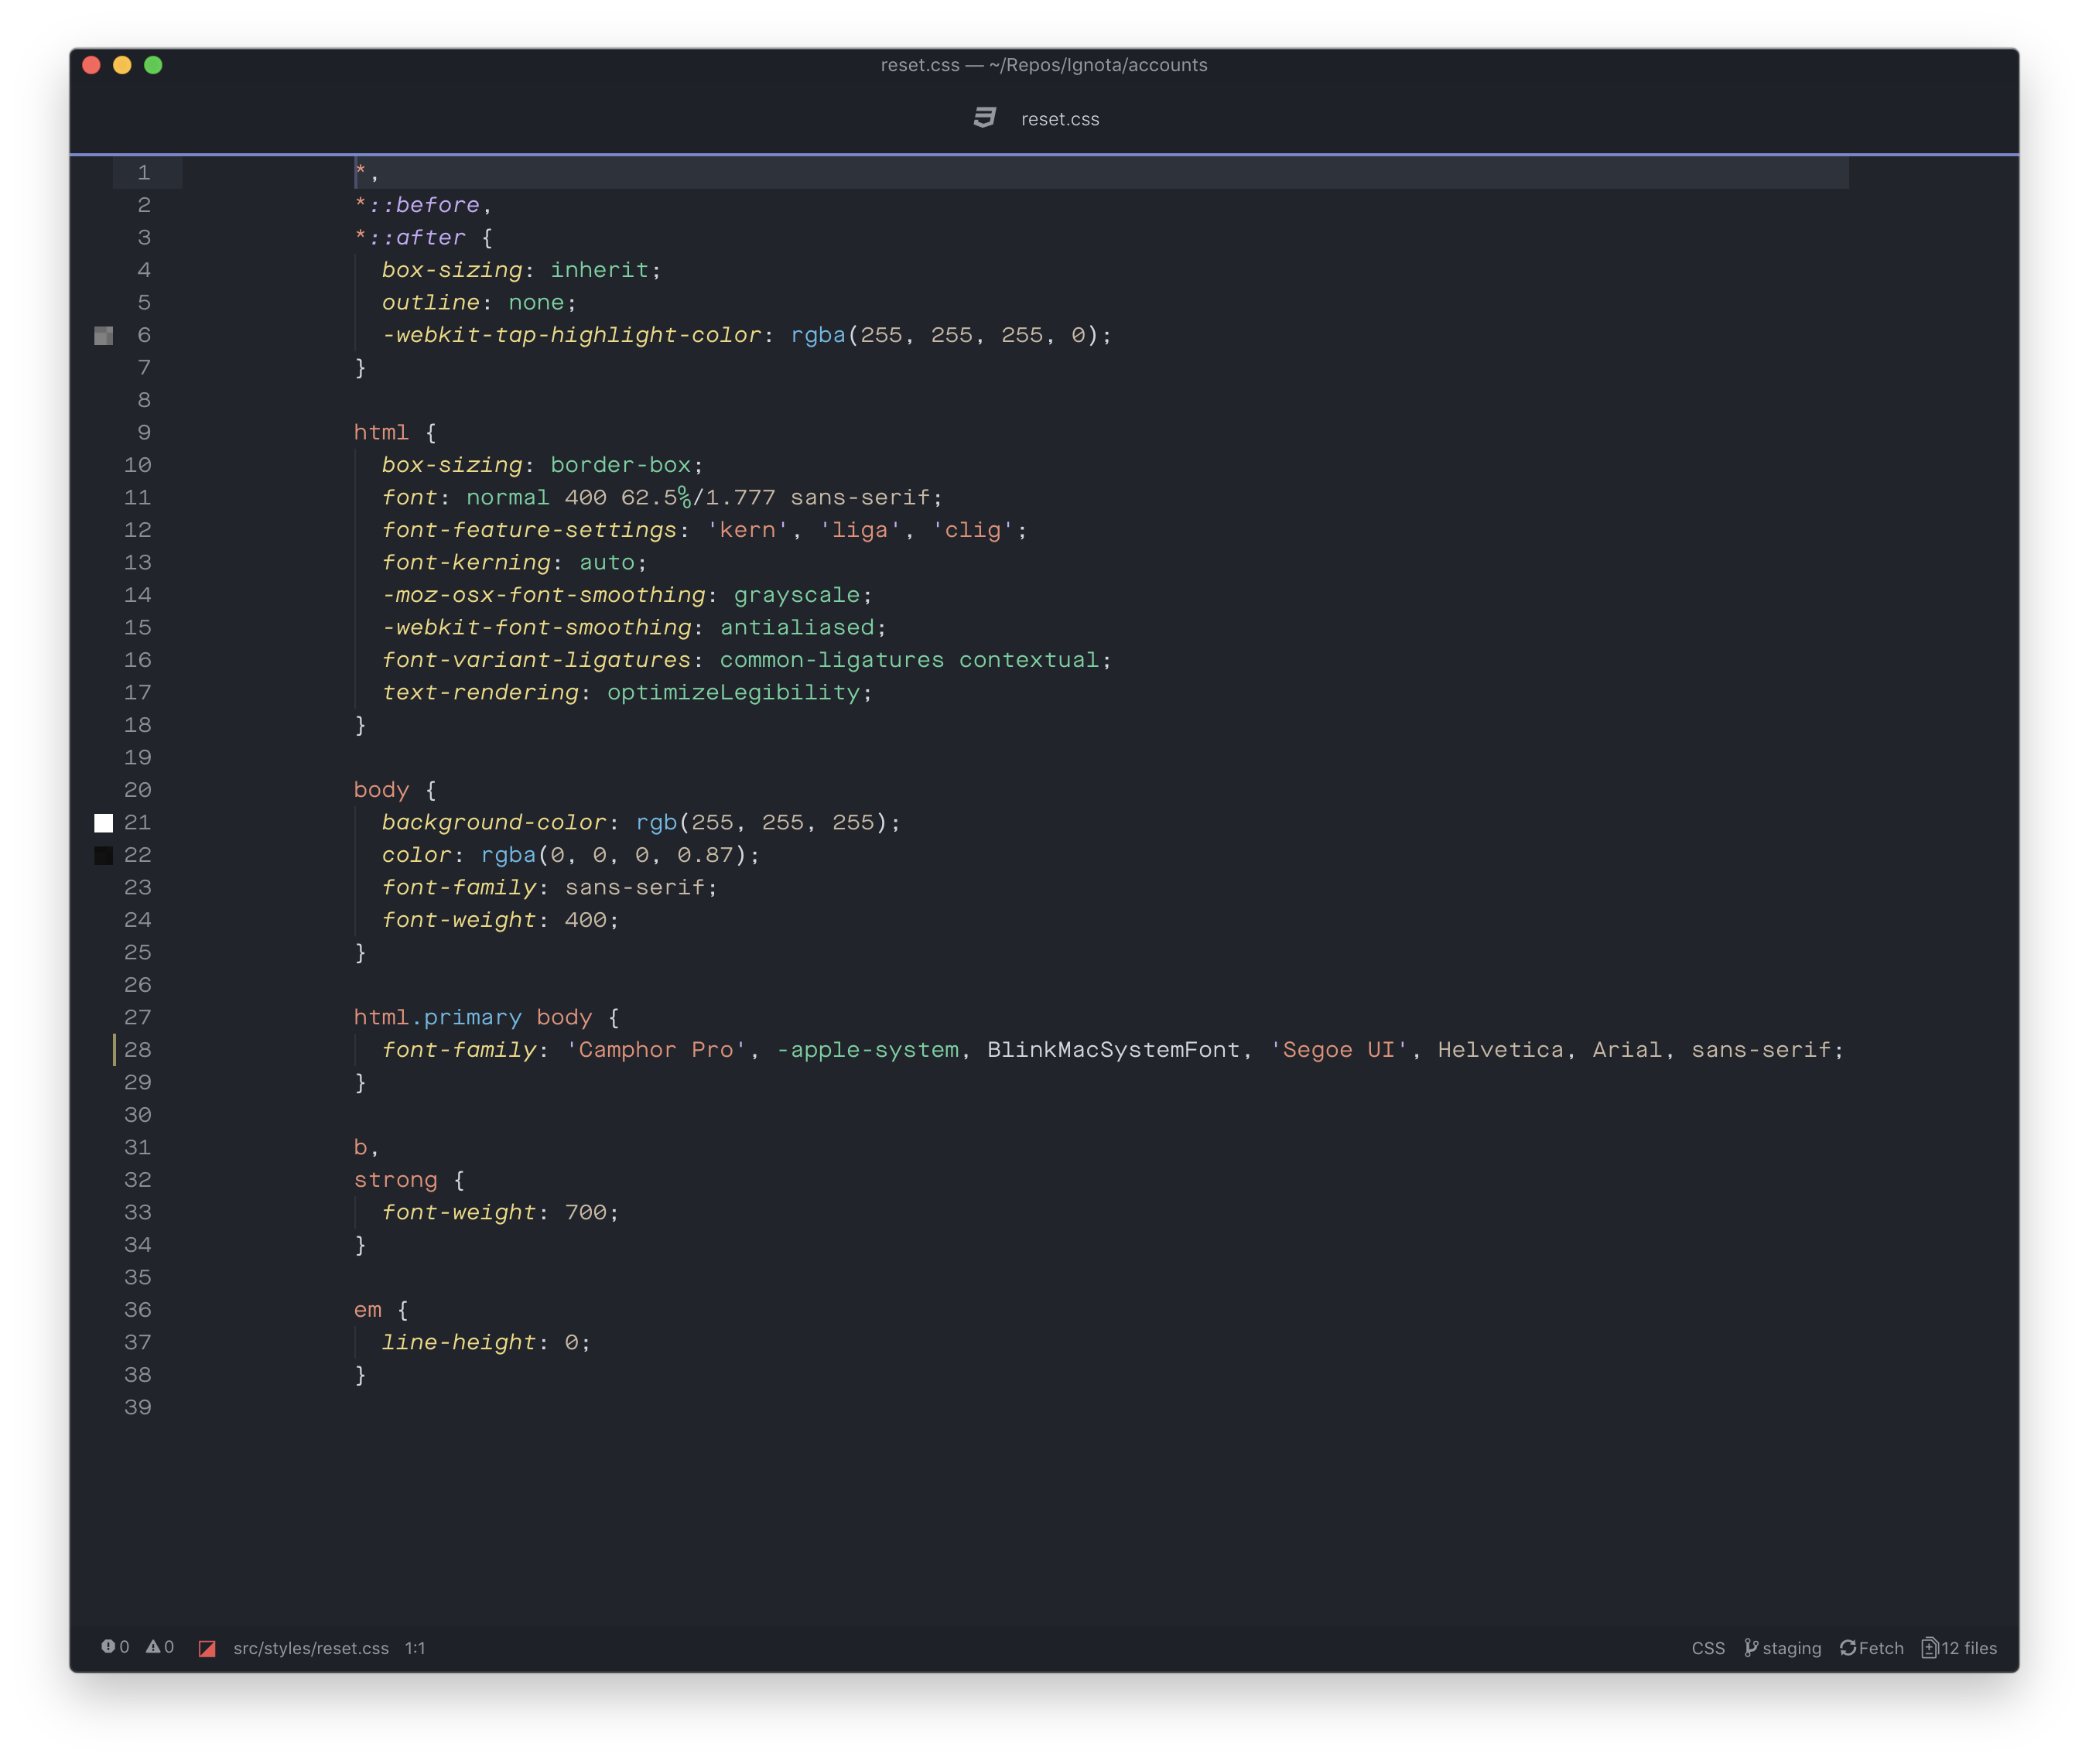 reset.css — ~/Repos/Ignota/accounts
reset.css
1 *,
2 *::before,
3 *::after {
4   box-sizing: inherit;
5   outline: none;
6   -webkit-tap-highlight-color: rgba(255, 255, 255, 0);
7 }
8
9 html {
10   box-sizing: border-box;
11   font: normal 400 62.5%/1.777 sans-serif;
12   font-feature-settings: 'kern', 'liga', 'clig';
13   font-kerning: auto;
14   -moz-osx-font-smoothing: grayscale;
15   -webkit-font-smoothing: antialiased;
16   font-variant-ligatures: common-ligatures contextual;
17   text-rendering: optimizeLegibility;
18 }
19
20 body {
21   background-color: rgb(255, 255, 255);
22   color: rgba(0, 0, 0, 0.87);
23   font-family: sans-serif;
24   font-weight: 400;
25 }
26
27 html.primary body {
28   font-family: 'Camphor Pro', -apple-system, BlinkMacSystemFont, 'Segoe UI', Helvetica, Arial, sans-serif;
29 }
30
31 b,
32 strong {
33   font-weight: 700;
34 }
35
36 em {
37   line-height: 0;
38 }
39
0 0 src/styles/reset.css 1:1 CSS staging Fetch 12 files